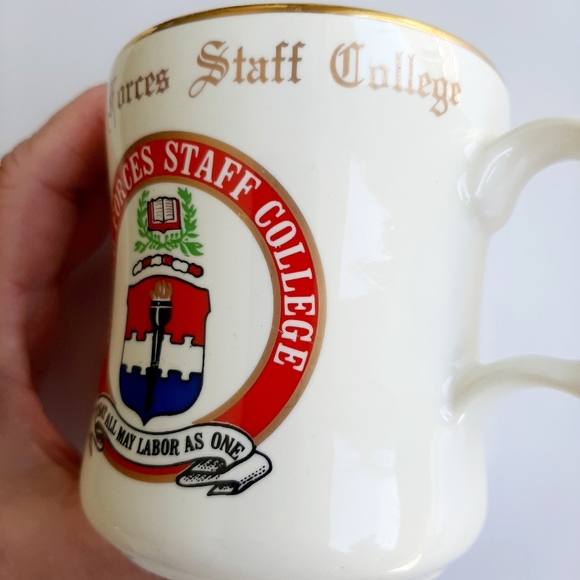 Forces Staff College
FORCES STAFF COLLEGE
ALL MAY LABOR AS ONE